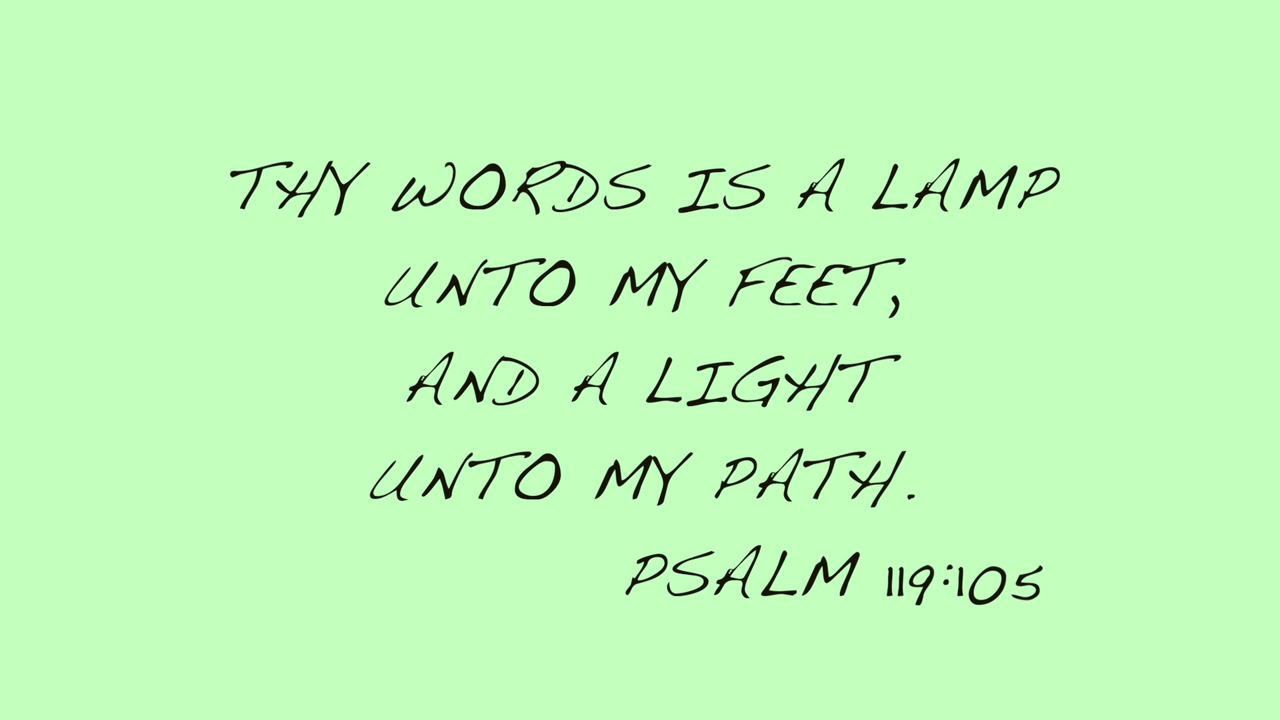 THY WORDS IS A LAMP
UNTO MY FEET,
AND A LIGHT
UNTO MY PATH.
PSALM 119:105